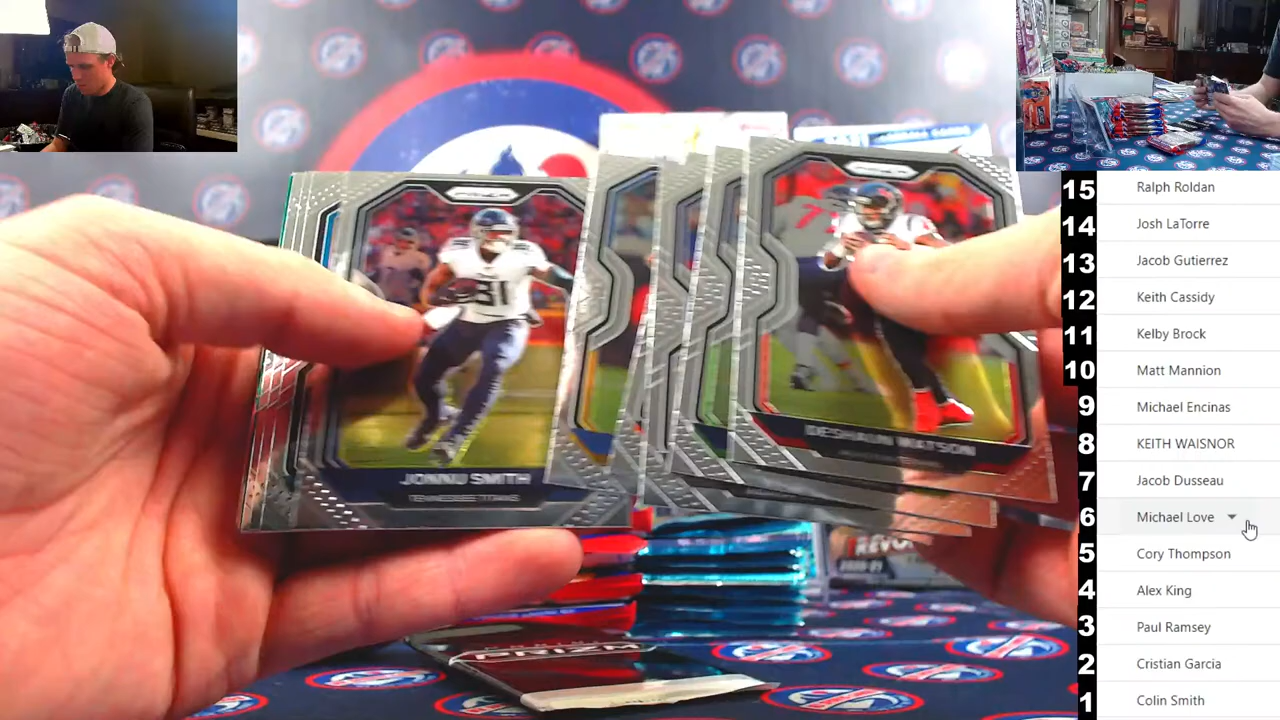 PRIZM
JONNU SMITH
TENNESSEE TITANS
PRIZM
DESHAUN WATSON
PRIZM
15 Ralph Roldan
14 Josh LaTorre
13 Jacob Gutierrez
12 Keith Cassidy
11 Kelby Brock
10 Matt Mannion
9 Michael Encinas
8 KEITH WAISNOR
7 Jacob Dusseau
6 Michael Love
5 Cory Thompson
4 Alex King
3 Paul Ramsey
2 Cristian Garcia
1 Colin Smith